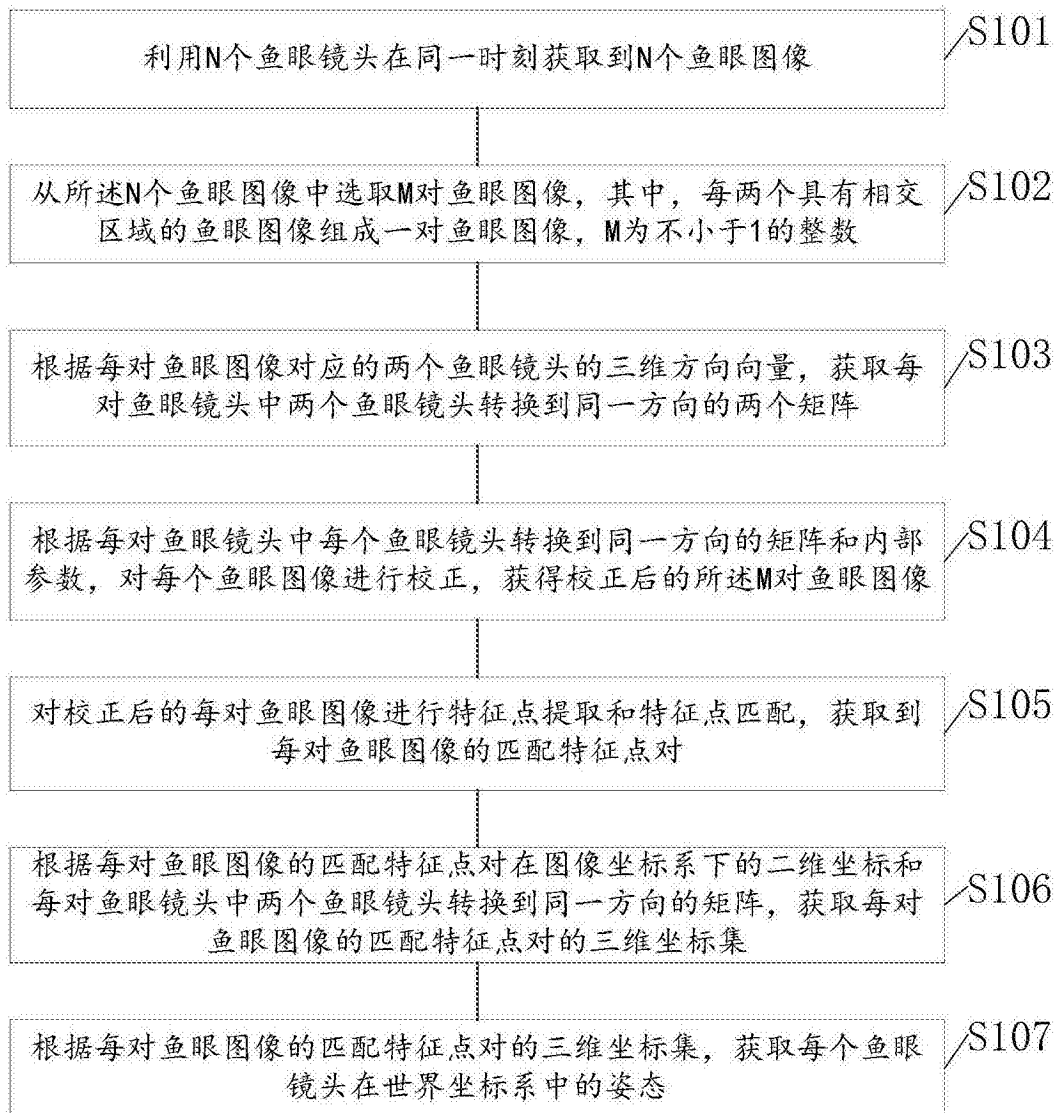 利用N个鱼眼镜头在同一时刻获取到N个鱼眼图像
S101
从所述N个鱼眼图像中选取M对鱼眼图像，其中，每两个具有相交
区域的鱼眼图像组成一对鱼眼图像，M为不小于1的整数
S102
根据每对鱼眼图像对应的两个鱼眼镜头的三维方向向量，获取每
对鱼眼镜头中两个鱼眼镜头转换到同一方向的两个矩阵
S103
根据每对鱼眼镜头中每个鱼眼镜头转换到同一方向的矩阵和内部
参数，对每个鱼眼图像进行校正，获得校正后的所述M对鱼眼图像
S104
对校正后的每对鱼眼图像进行特征点提取和特征点匹配，获取到
每对鱼眼图像的匹配特征点对
S105
根据每对鱼眼图像的匹配特征点对在图像坐标系下的二维坐标和
每对鱼眼镜头中两个鱼眼镜头转换到同一方向的矩阵，获取每对
鱼眼图像的匹配特征点对的三维坐标集
S106
根据每对鱼眼图像的匹配特征点对的三维坐标集，获取每个鱼眼
镜头在世界坐标系中的姿态
S107